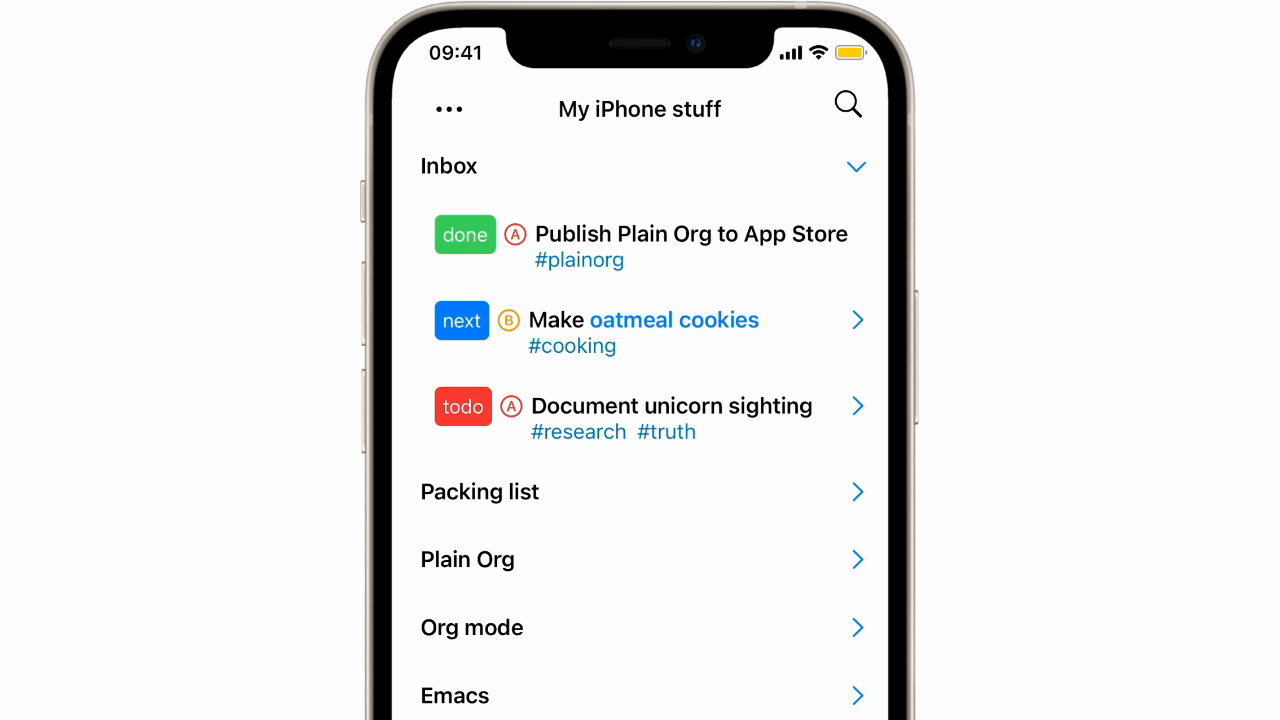 09:41
My iPhone stuff
Inbox
done A Publish Plain Org to App Store
#plainorg
next B Make oatmeal cookies
#cooking
todo A Document unicorn sighting
#research #truth
Packing list
Plain Org
Org mode
Emacs